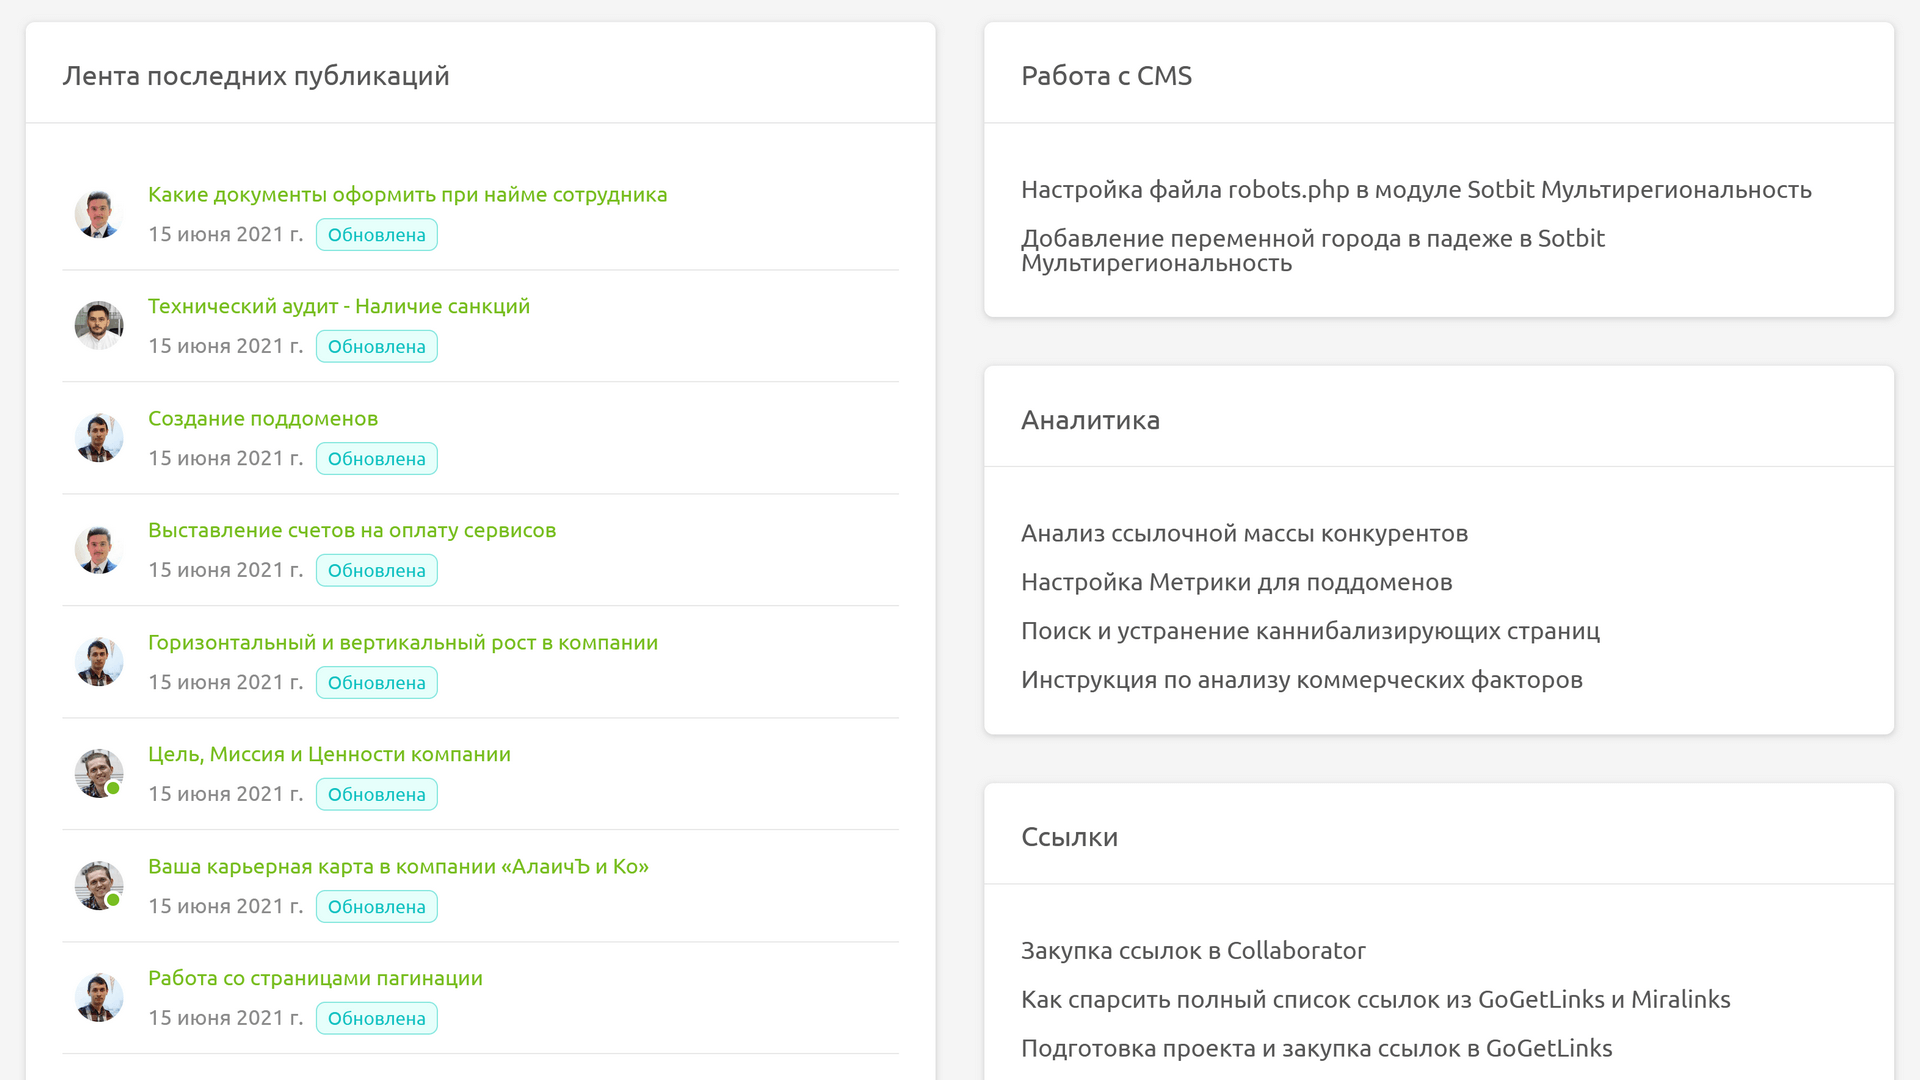 Лента последних публикаций
Какие документы оформить при найме сотрудника
15 июня 2021 г. Обновлена
Технический аудит - Наличие санкций
15 июня 2021 г. Обновлена
Создание поддоменов
15 июня 2021 г. Обновлена
Выставление счетов на оплату сервисов
15 июня 2021 г. Обновлена
Горизонтальный и вертикальный рост в компании
15 июня 2021 г. Обновлена
Цель, Миссия и Ценности компании
15 июня 2021 г. Обновлена
Ваша карьерная карта в компании «АлаичЪ и Ко»
15 июня 2021 г. Обновлена
Работа со страницами пагинации
15 июня 2021 г. Обновлена
Работа с CMS
Настройка файла robots.php в модуле Sotbit Мультирегиональность
Добавление переменной города в падеже в Sotbit
Мультирегиональность
Аналитика
Анализ ссылочной массы конкурентов
Настройка Метрики для поддоменов
Поиск и устранение каннибализирующих страниц
Инструкция по анализу коммерческих факторов
Ссылки
Закупка ссылок в Collaborator
Как спарсить полный список ссылок из GoGetLinks и Miralinks
Подготовка проекта и закупка ссылок в GoGetLinks